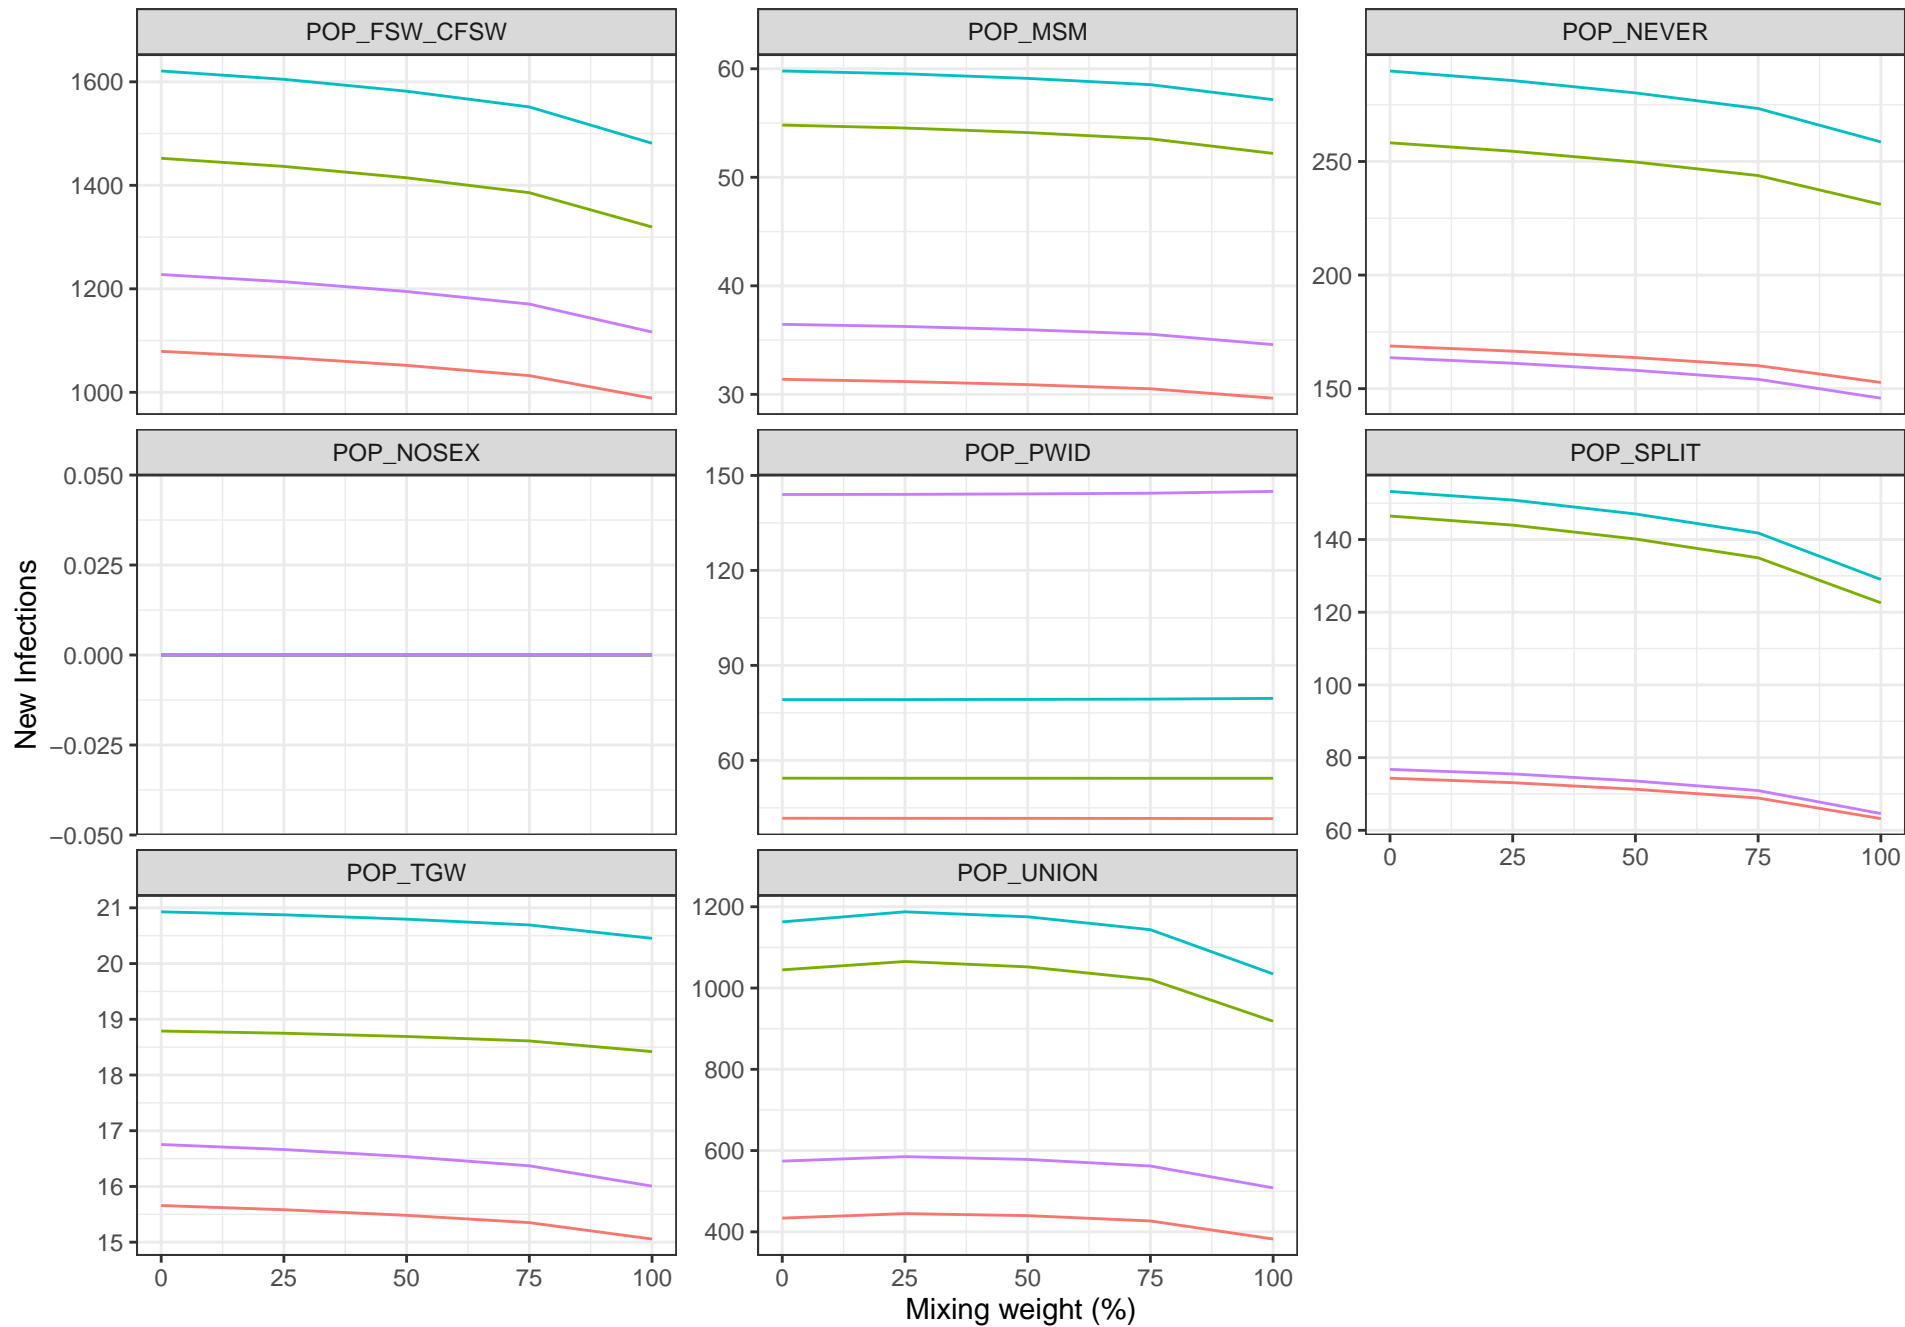 POP_FSW_CFSW
POP_MSM
POP_NEVER
1600
1400
1200
1000
60
50
40
30
250
200
150
POP_NOSEX
POP_PWID
POP_SPLIT
0.050
0.025
0.000
−0.025
−0.050
150
120
90
60
140
120
100
80
60
0 25 50 75 100
POP_TGW
POP_UNION
21
20
19
18
17
16
15
1200
1000
800
600
400
0 25 50 75 100
0 25 50 75 100
New Infections
Mixing weight (%)